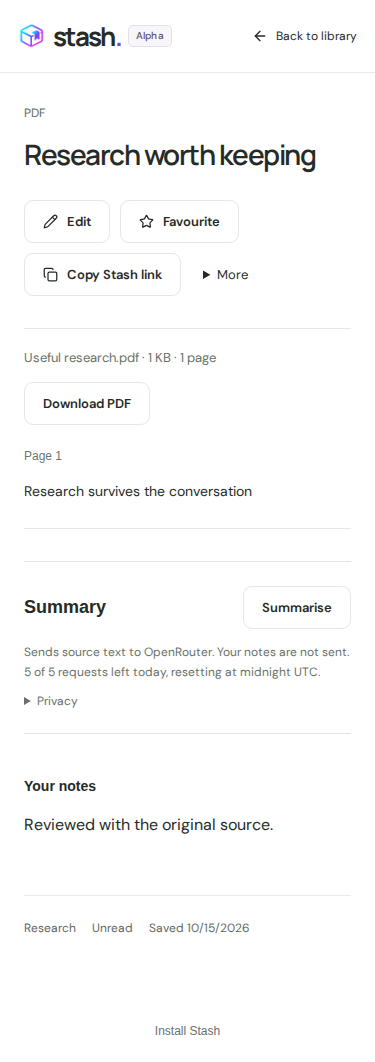 stash. Alpha Back to library
PDF
Research worth keeping
Edit Favourite
Copy Stash link More
Useful research.pdf · 1 KB · 1 page
Download PDF
Page 1
Research survives the conversation
Summary Summarise
Sends source text to OpenRouter. Your notes are not sent.
5 of 5 requests left today, resetting at midnight UTC.
Privacy
Your notes
Reviewed with the original source.
Research Unread Saved 10/15/2026
Install Stash